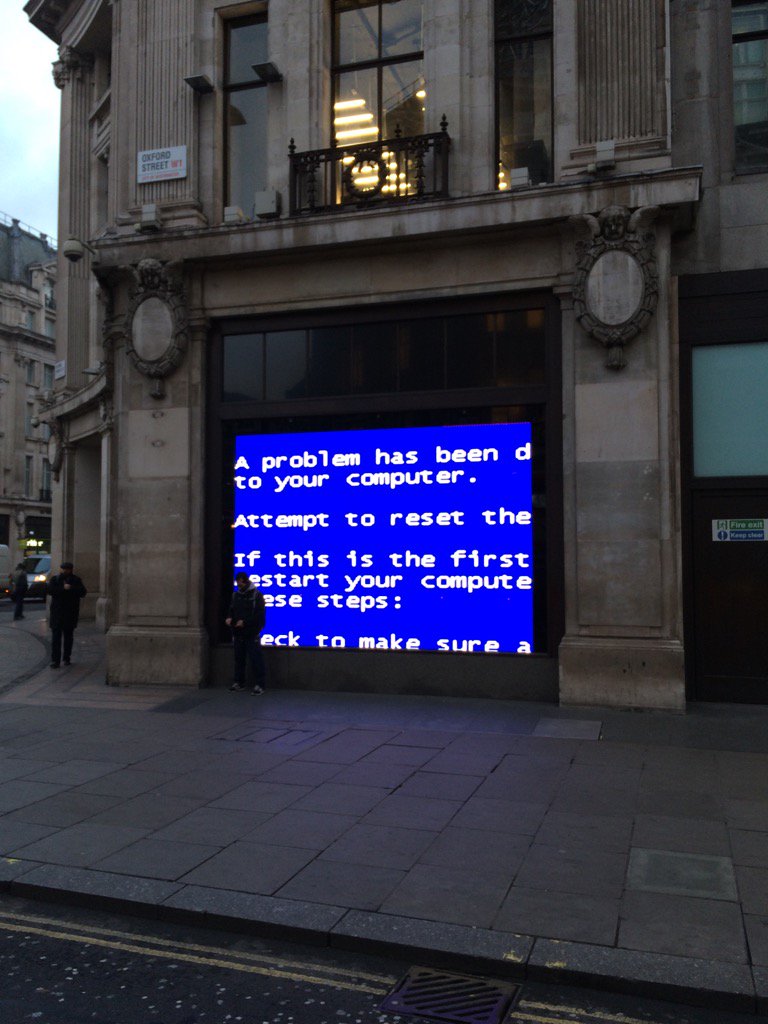 OXFORD
STREET W1
A problem has been d
to your computer.
Attempt to reset the
If this is the first
restart your compute
ese steps:
eck to make sure a
Fire exit
Keep clear